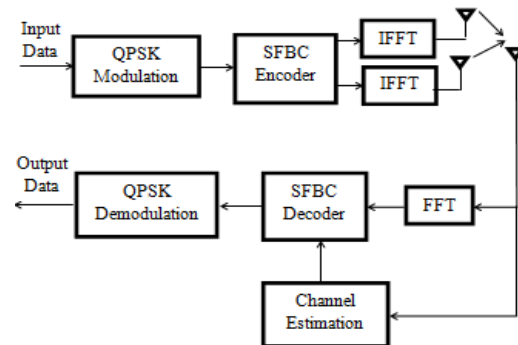 Input
Data
QPSK
Modulation
SFBC
Encoder
IFFT
IFFT
Output
Data
QPSK
Demodulation
SFBC
Decoder
FFT
Channel
Estimation